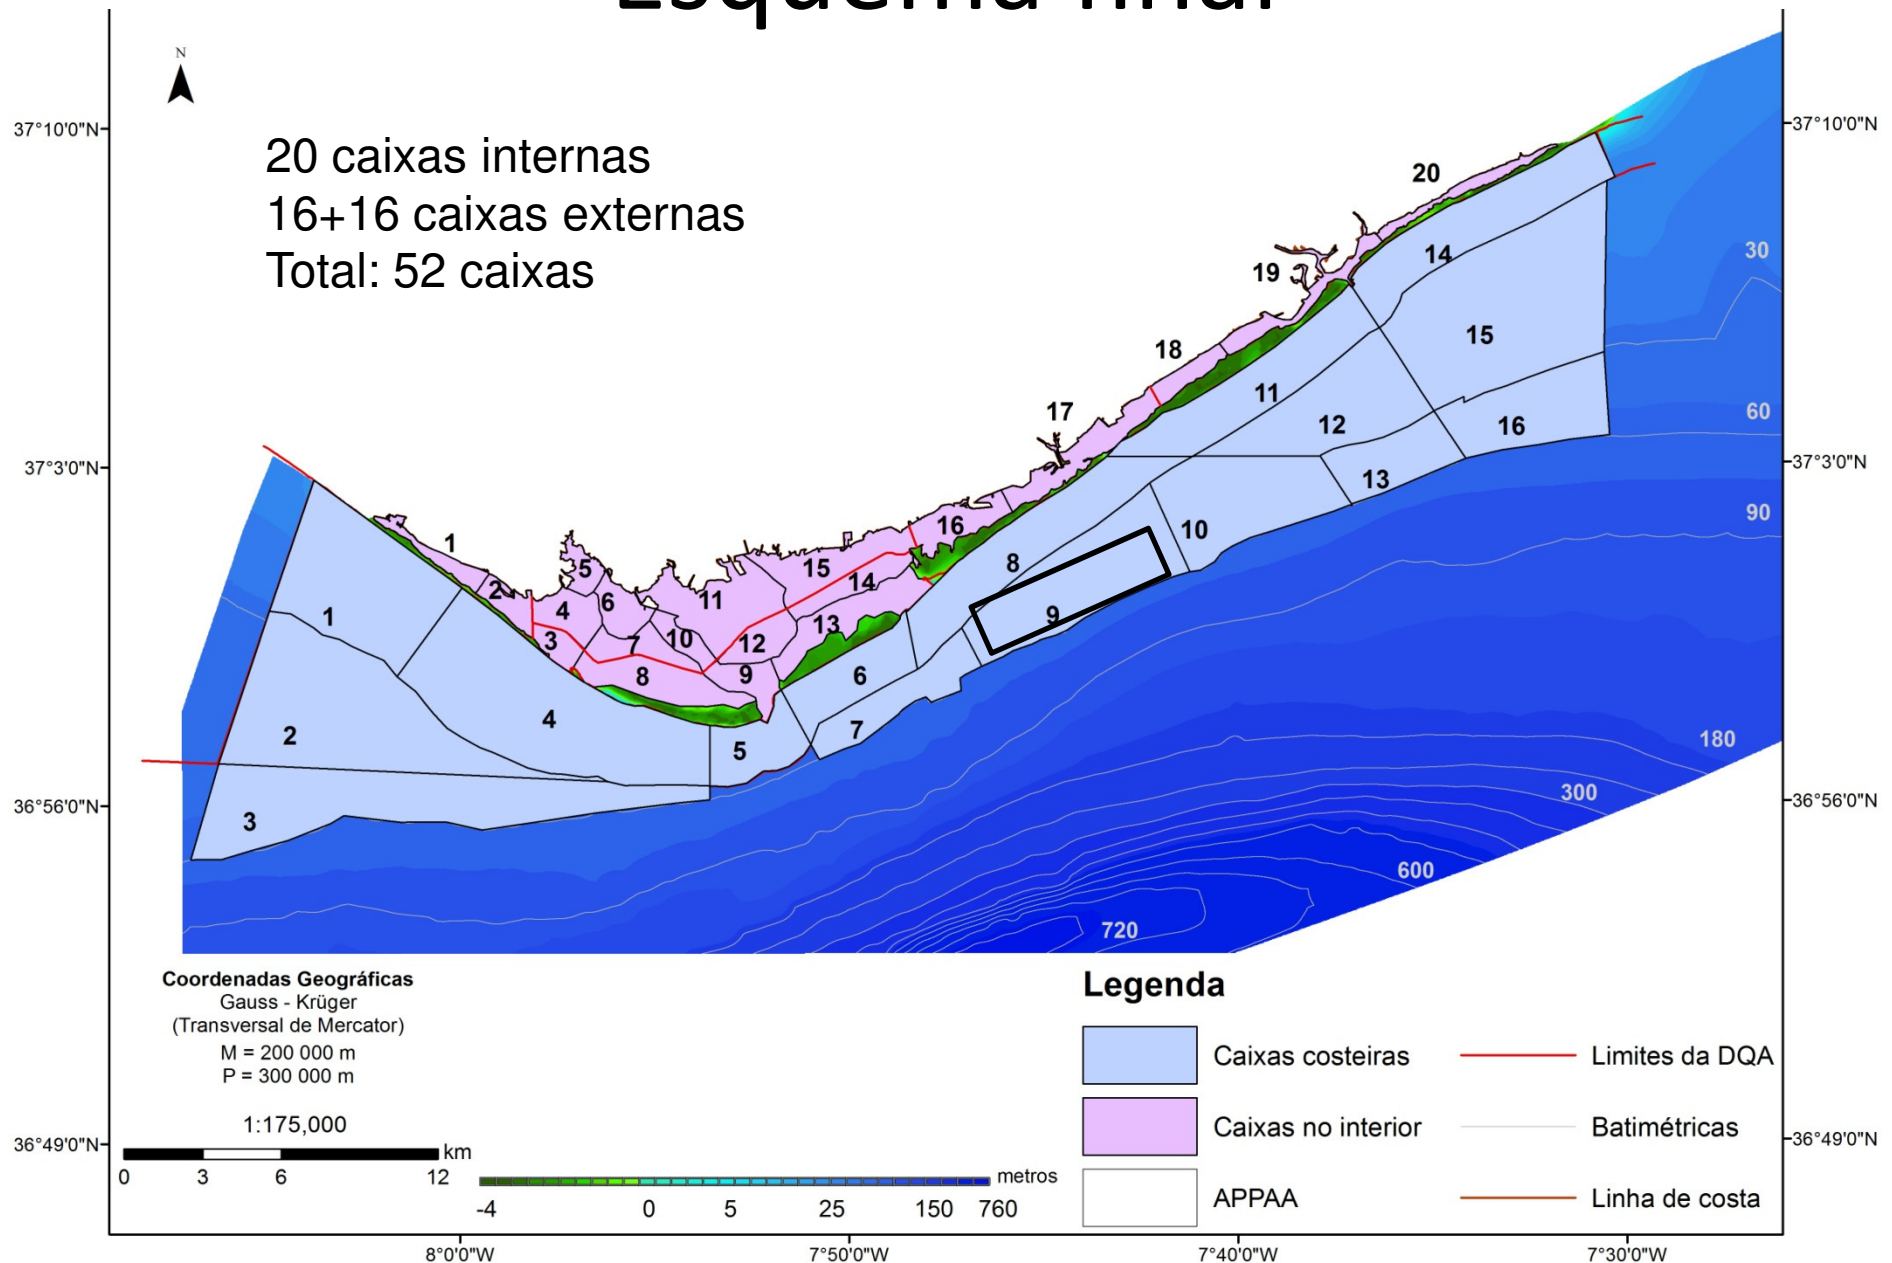 Esquema final
N
37°10'0"N
37°10'0"N
20 caixas internas
16+16 caixas externas
Total: 52 caixas
20
30
14
19
15
18
11
60
17
12
16
37°3'0"N
37°3'0"N
13
90
16
10
1
8
5
15
14
2
4
6
11
9
1
13
3
7
10
12
8
9
6
4
2
5
7
180
36°56'0"N
36°56'0"N
3
300
600
720
Coordenadas Geográficas
Gauss - Krüger
(Transversal de Mercator)
M = 200 000 m
P = 300 000 m
1:175,000
km
0 3 6 12
metros
-4 0 5 25 150 760
Legenda
Caixas costeiras
Limites da DQA
Caixas no interior
Batimétricas
APPAA
Linha de costa
36°49'0"N
36°49'0"N
8°0'0"W 7°50'0"W 7°40'0"W 7°30'0"W